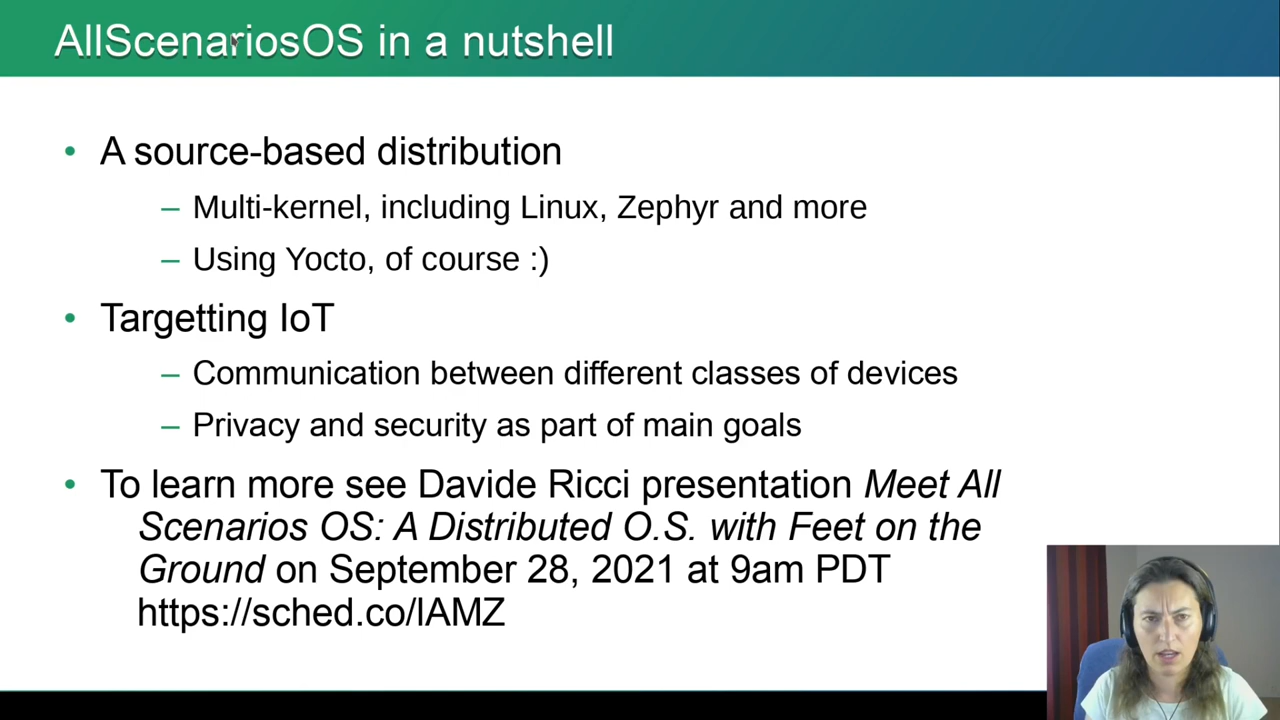 AllScenariosOS in a nutshell
• A source-based distribution
– Multi-kernel, including Linux, Zephyr and more
– Using Yocto, of course :)
• Targetting IoT
– Communication between different classes of devices
– Privacy and security as part of main goals
• To learn more see Davide Ricci presentation Meet All
Scenarios OS: A Distributed O.S. with Feet on the
Ground on September 28, 2021 at 9am PDT
https://sched.co/lAMZ